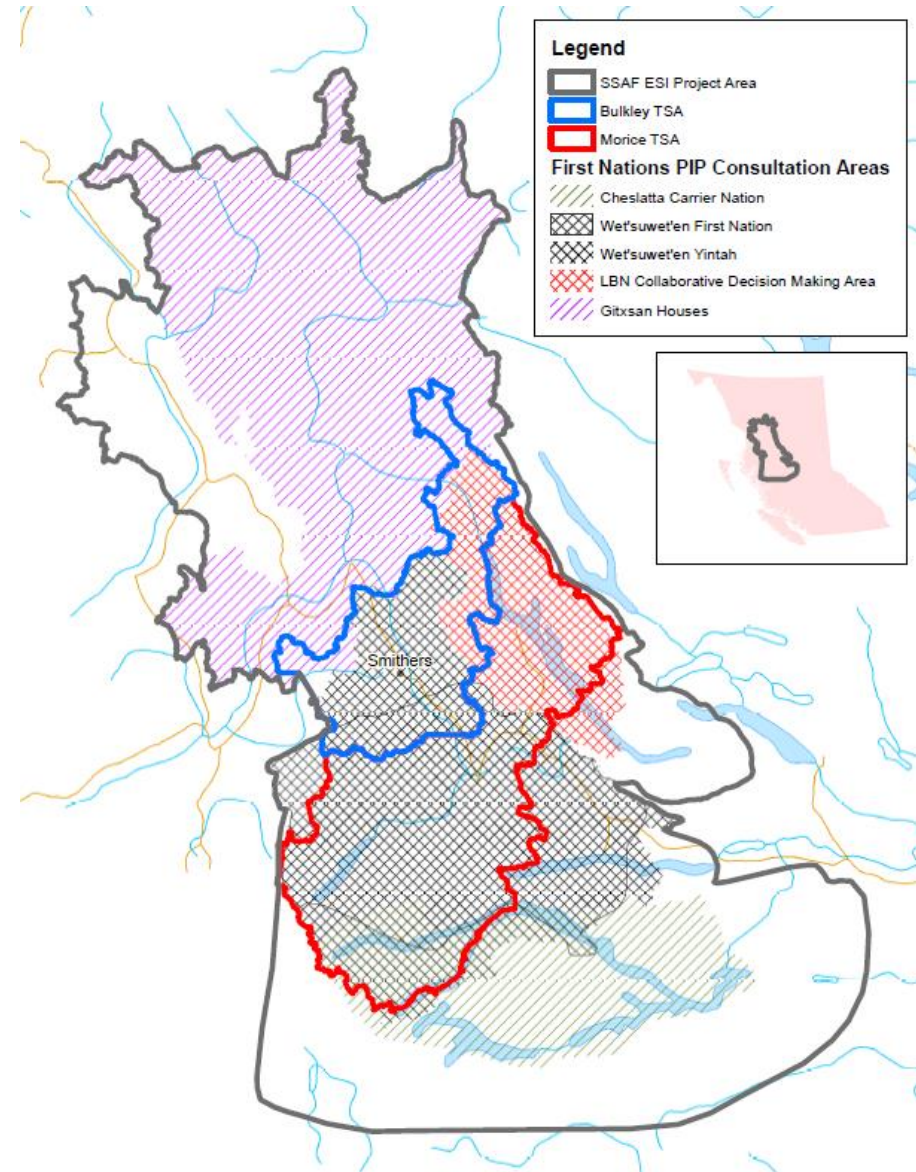 Legend
SSAF ESI Project Area
Bulkley TSA
Morice TSA
First Nations PIP Consultation Areas
Cheslatta Carrier Nation
Wet'suwet'en First Nation
Wet'suwet'en Yintah
LBN Collaborative Decision Making Area
Gitxsan Houses
Smithers